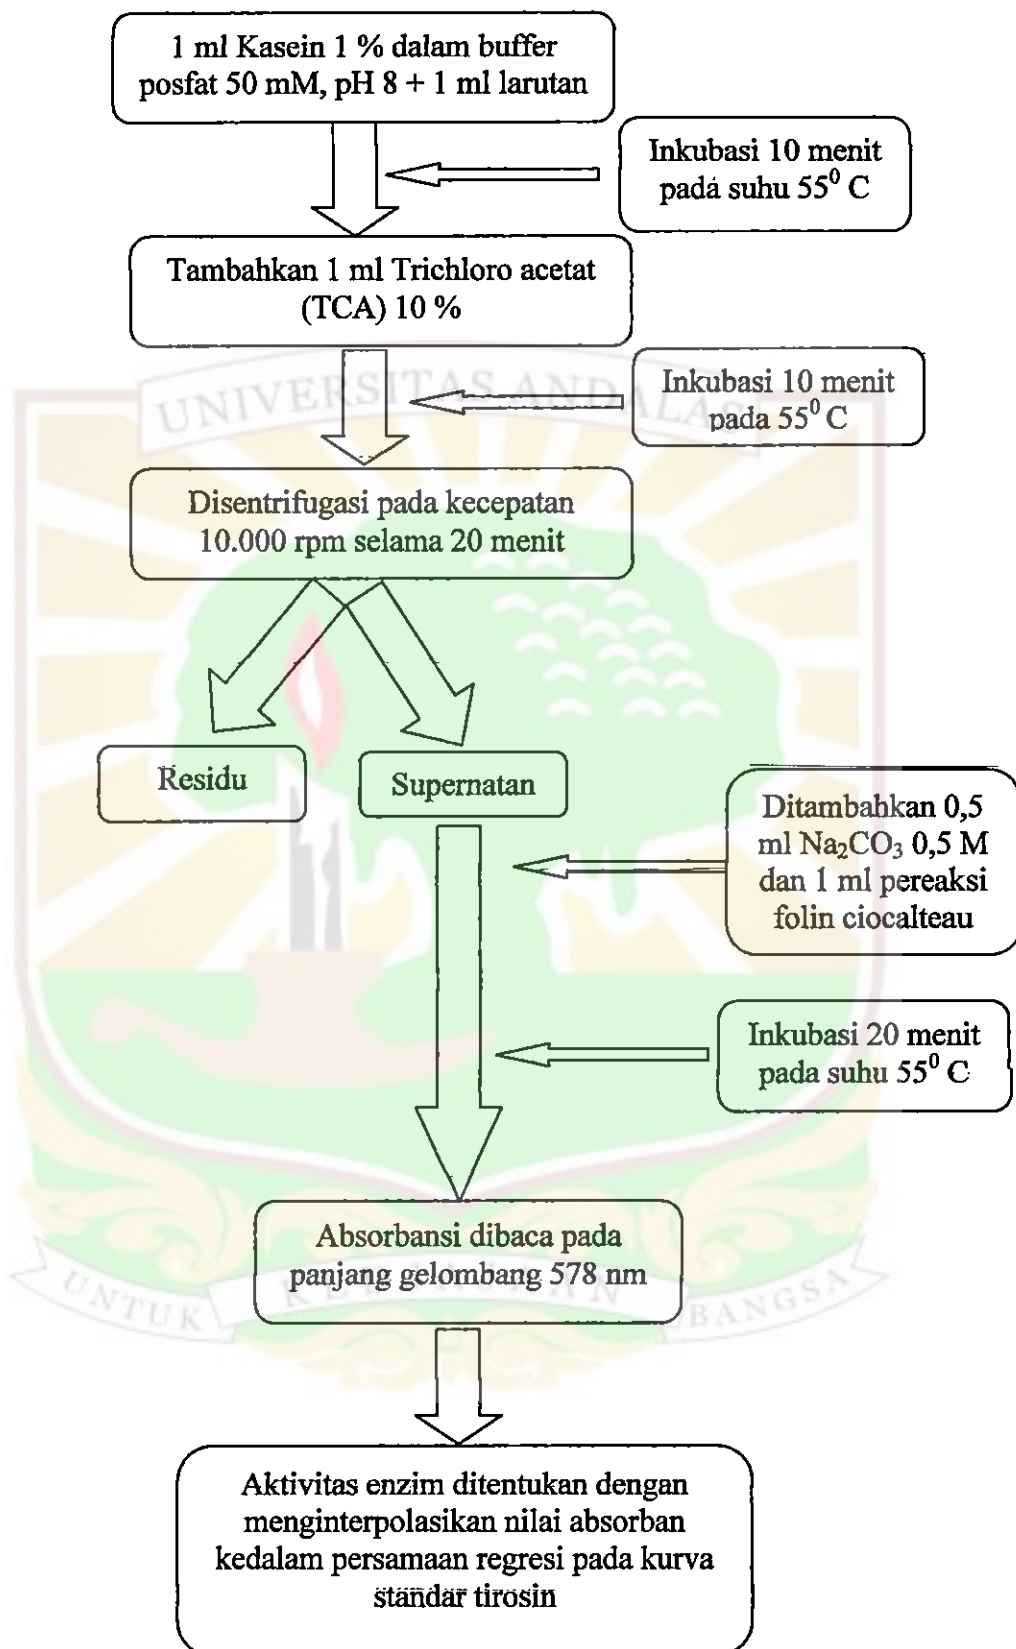 1 ml Kasein 1 % dalam buffer
posfat 50 mM, pH 8 + 1 ml larutan
Inkubasi 10 menit
pada suhu 55⁰ C
Tambahkan 1 ml Trichloro acetat
(TCA) 10 %
Inkubasi 10 menit
pada 55⁰ C
UNIVERSITAS ANDALAS
Disentrifugasi pada kecepatan
10.000 rpm selama 20 menit
Residu
Supernatan
Ditambahkan 0,5
ml Na₂CO₃ 0,5 M
dan 1 ml pereaksi
folin ciocalteau
Inkubasi 20 menit
pada suhu 55⁰ C
Absorbansi dibaca pada
panjang gelombang 578 nm
UNTUK BANGSA
Aktivitas enzim ditentukan dengan
menginterpolasikan nilai absorban
kedalam persamaan regresi pada kurva
standar tirosin